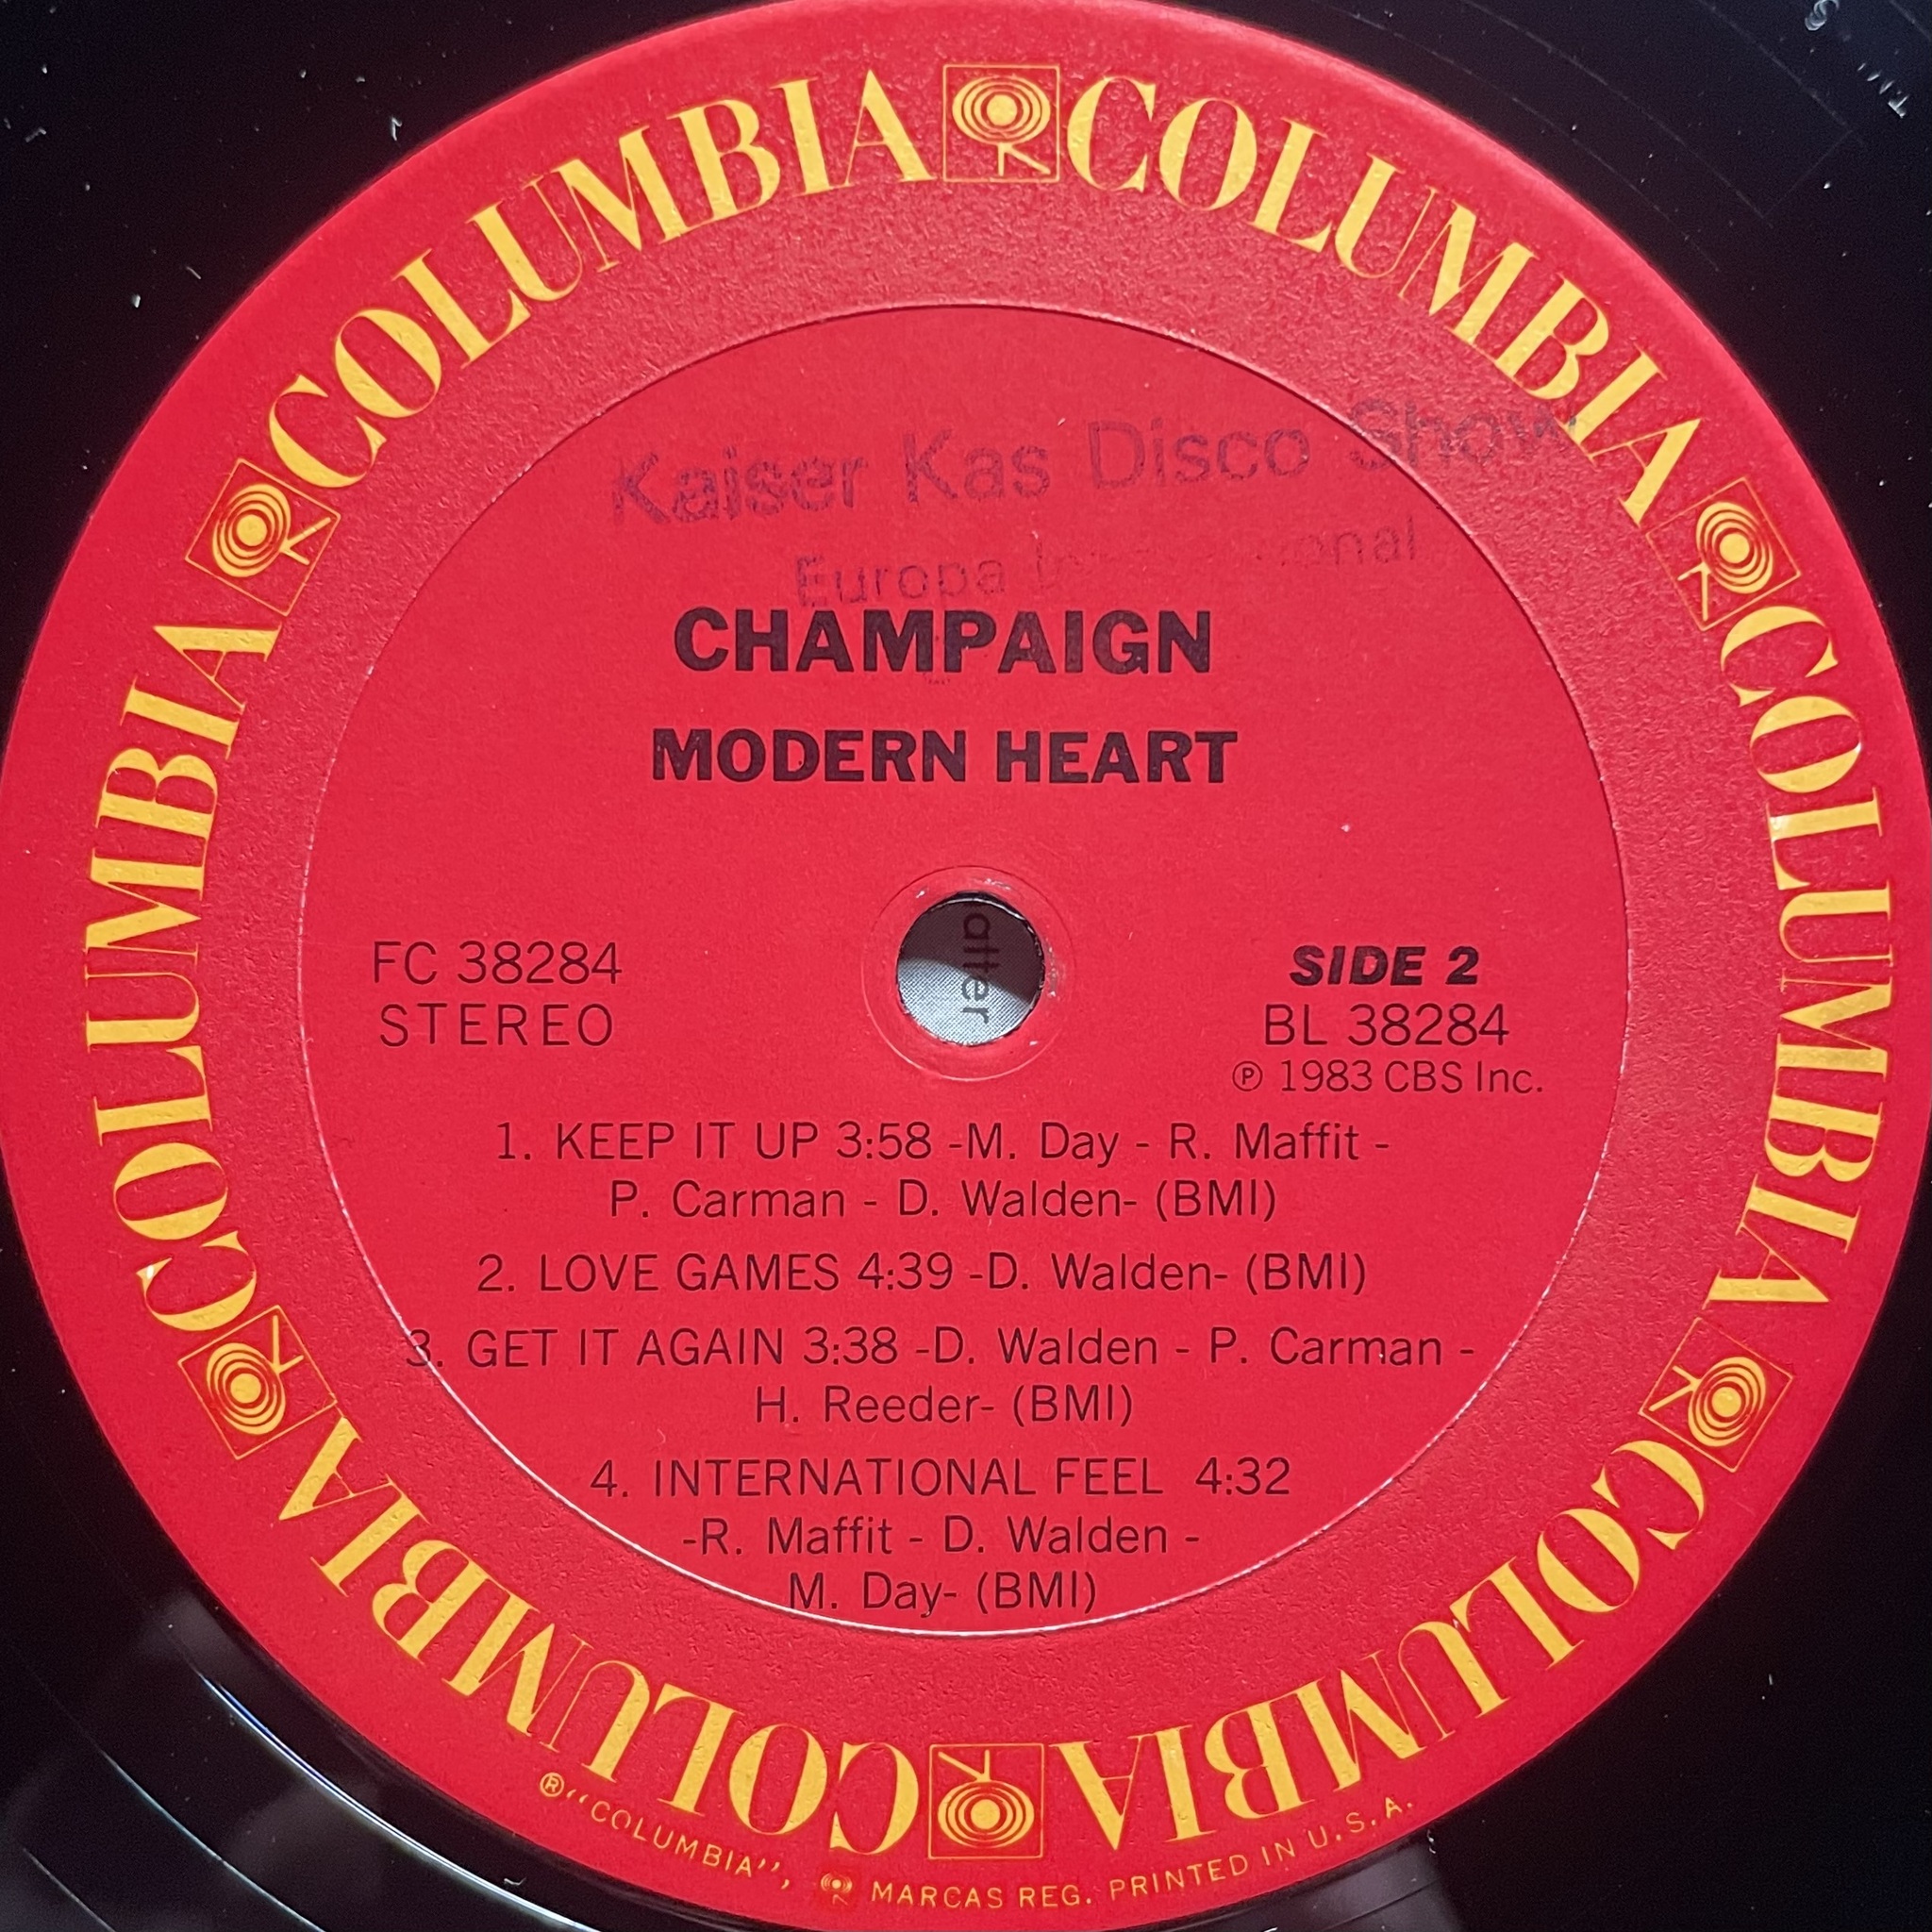 COLUMBIA COLUMBIA COLUMBIA COLUMBIA COLUMBIA COLUMBIA
Kaiser Kas Disco Show
Europa
CHAMPAIGN
MODERN HEART
FC 38284
STEREO
after
SIDE 2
BL 38284
℗ 1983 CBS Inc.
1. KEEP IT UP 3:58 -M. Day - R. Maffit -
P. Carman - D. Walden- (BMI)
2. LOVE GAMES 4:39 -D. Walden- (BMI)
3. GET IT AGAIN 3:38 -D. Walden - P. Carman -
H. Reeder- (BMI)
4. INTERNATIONAL FEEL 4:32
-R. Maffit - D. Walden -
M. Day- (BMI)
®"COLUMBIA", MARCAS REG. PRINTED IN U.S.A.